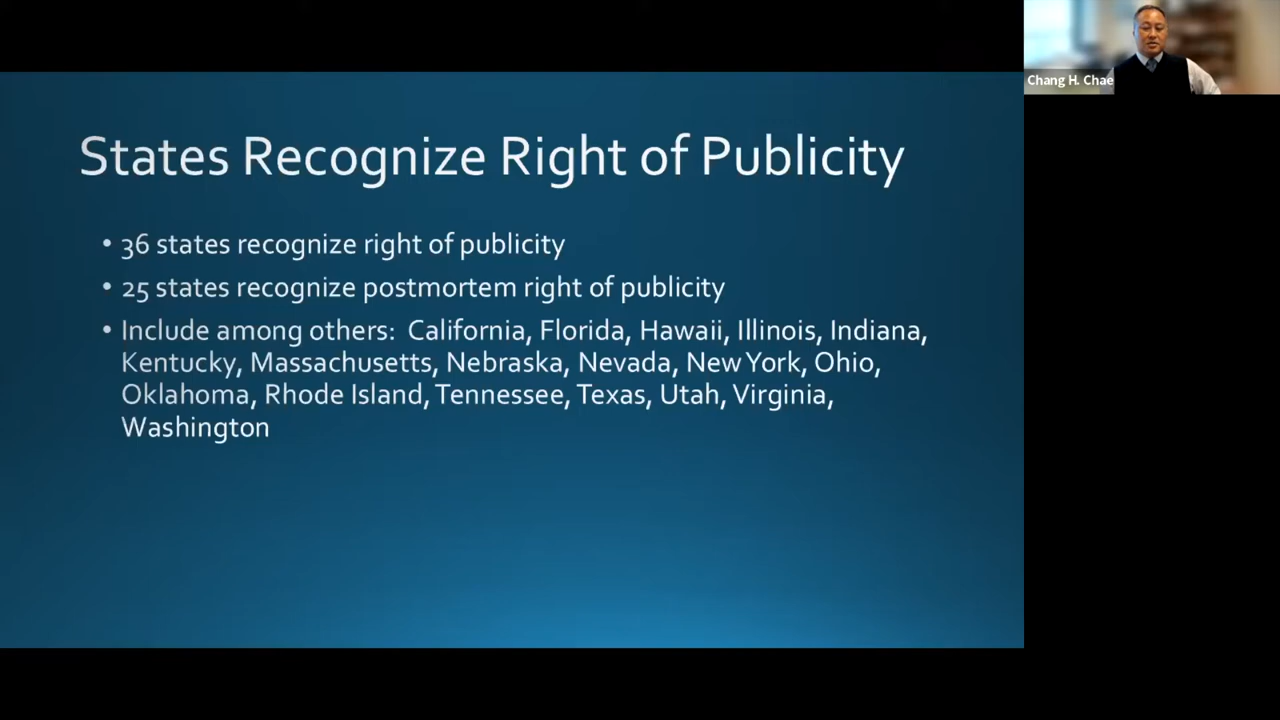 States Recognize Right of Publicity
• 36 states recognize right of publicity
• 25 states recognize postmortem right of publicity
• Include among others: California, Florida, Hawaii, Illinois, Indiana,
Kentucky, Massachusetts, Nebraska, Nevada, New York, Ohio,
Oklahoma, Rhode Island, Tennessee, Texas, Utah, Virginia,
Washington
Chang H. Chae